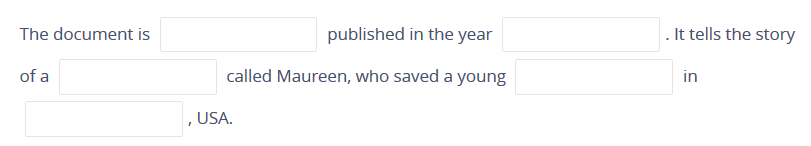 The document is published in the year . It tells the story
of a called Maureen, who saved a young in
, USA.